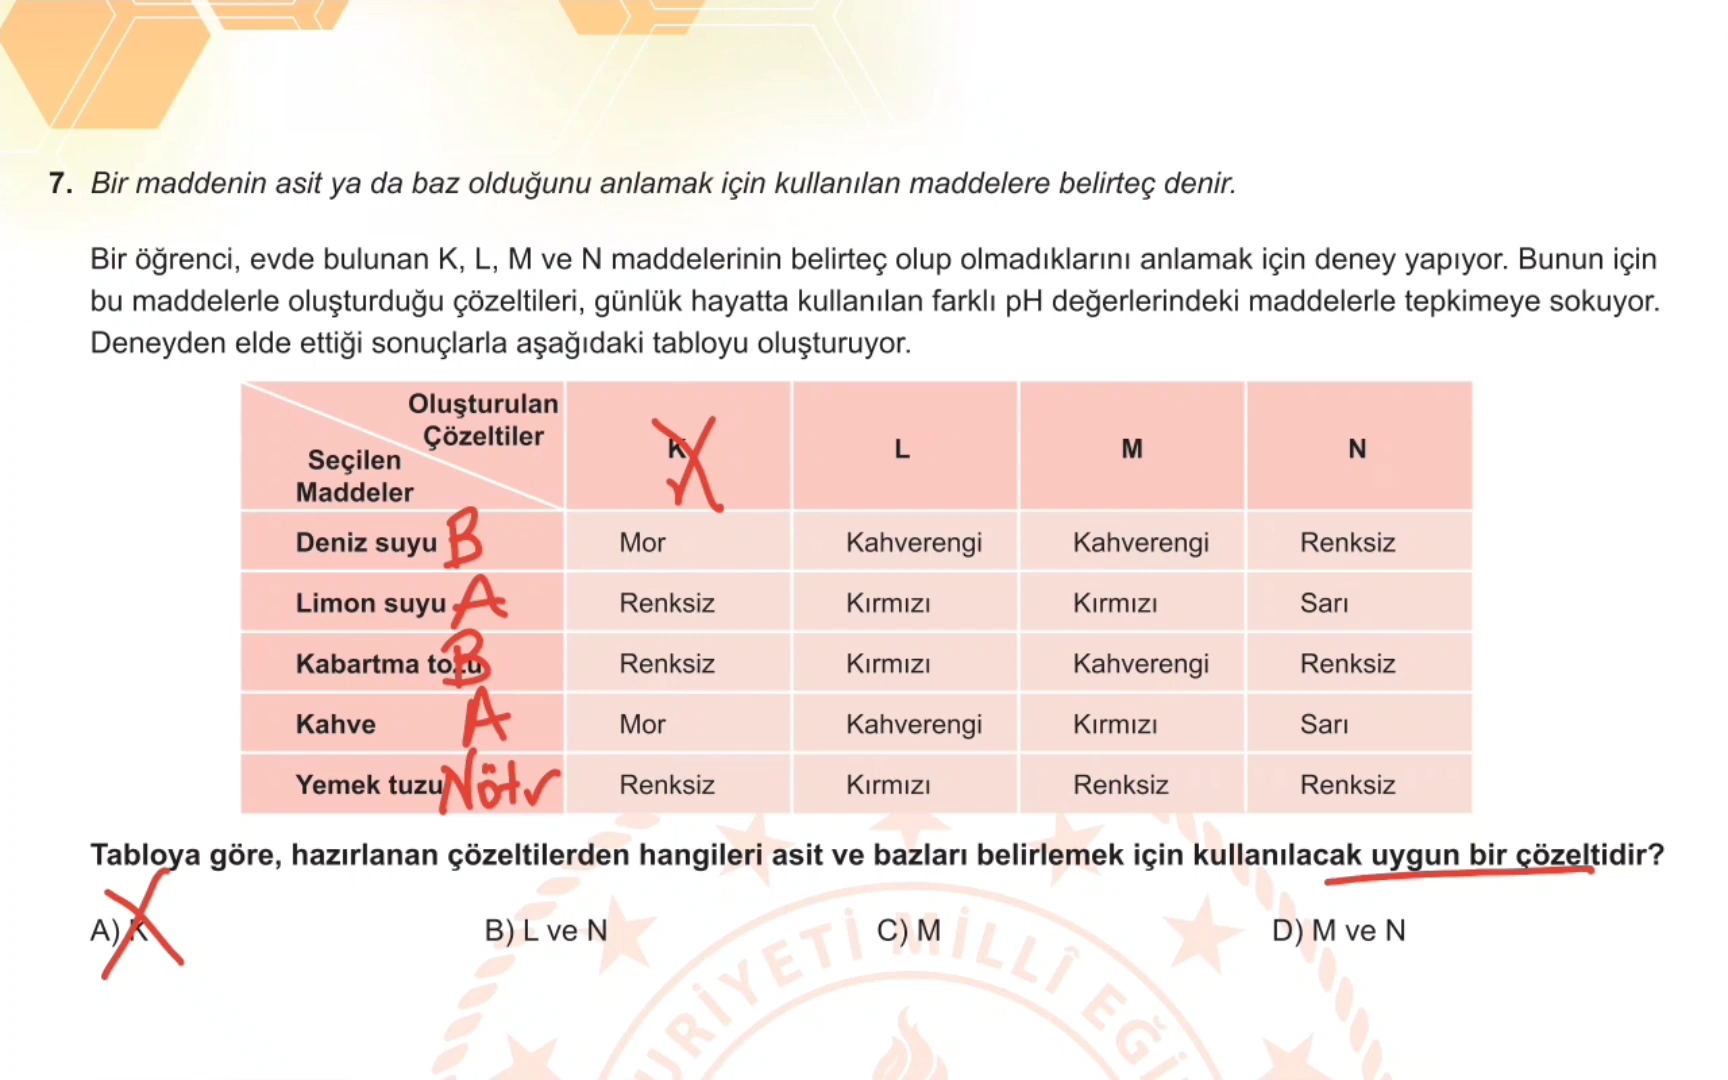 7. Bir maddenin asit ya da baz olduğunu anlamak için kullanılan maddelere belirteç denir.
Bir öğrenci, evde bulunan K, L, M ve N maddelerinin belirteç olup olmadıklarını anlamak için deney yapıyor. Bunun için
bu maddelerle oluşturduğu çözeltileri, günlük hayatta kullanılan farklı pH değerlerindeki maddelerle tepkimeye sokuyor.
Deneyden elde ettiği sonuçlarla aşağıdaki tabloyu oluşturuyor.
Oluşturulan
Çözeltiler
Seçilen
Maddeler
K L M N
Deniz suyu B Mor Kahverengi Kahverengi Renksiz
Limon suyu A Renksiz Kırmızı Kırmızı Sarı
Kabartma tozu B Renksiz Kırmızı Kahverengi Renksiz
Kahve A Mor Kahverengi Kırmızı Sarı
Yemek tuzu Nötr Renksiz Kırmızı Renksiz Renksiz
Tabloya göre, hazırlanan çözeltilerden hangileri asit ve bazları belirlemek için kullanılacak uygun bir çözeltidir?
A) K B) L ve N C) M D) M ve N
URİYETİ MİLLÎ EĞİ